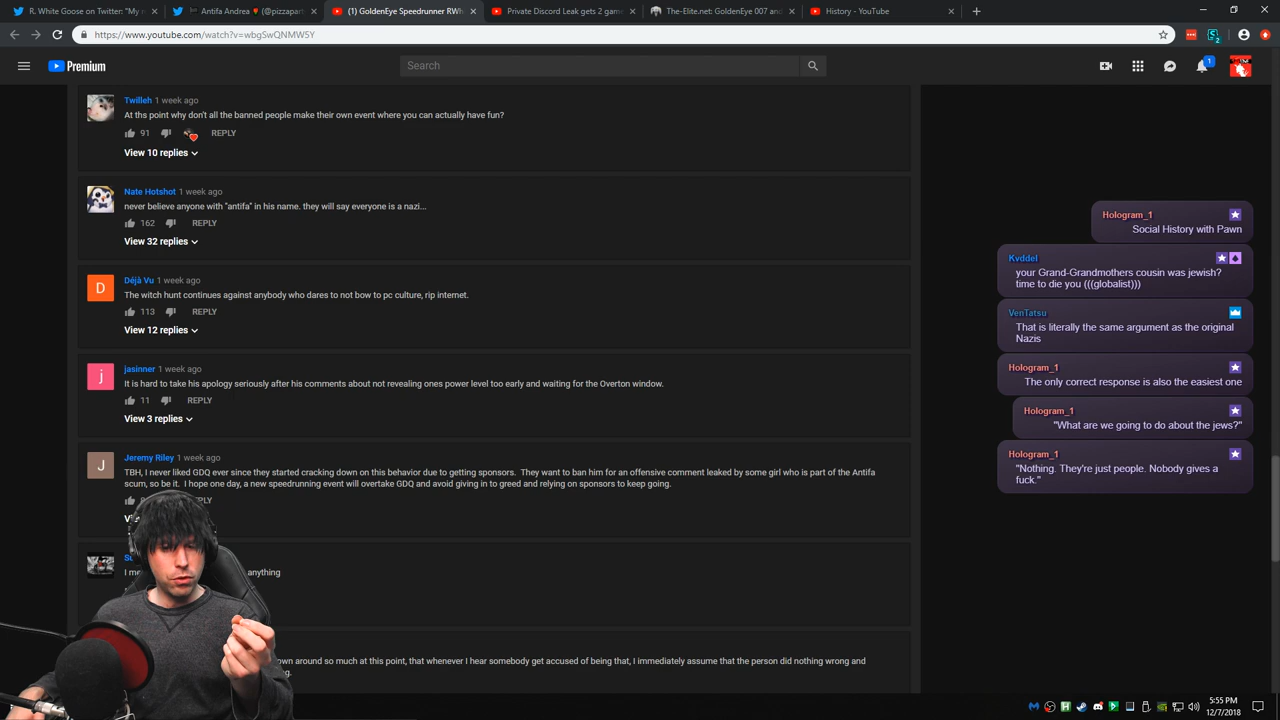 R. White Goose on Twitter: "My r
Antifa Andrea (@pizzaparty
(1) GoldenEye Speedrunner RWh
Private Discord Leak gets 2 game
The-Elite.net: GoldenEye 007 and
History - YouTube
https://www.youtube.com/watch?v=wbgSwQNMW5Y
Premium
Search
1
Twilleh 1 week ago
At ths point why don't all the banned people make their own event where you can actually have fun?
91 REPLY
View 10 replies
Nate Hotshot 1 week ago
never believe anyone with "antifa" in his name. they will say everyone is a nazi...
162 REPLY
View 32 replies
D
Déjà Vu 1 week ago
The witch hunt continues against anybody who dares to not bow to pc culture, rip internet.
113 REPLY
View 12 replies
j
jasinner 1 week ago
It is hard to take his apology seriously after his comments about not revealing ones power level too early and waiting for the Overton window.
11 REPLY
View 3 replies
J
Jeremy Riley 1 week ago
TBH, I never liked GDQ ever since they started cracking down on this behavior due to getting sponsors. They want to ban him for an offensive comment leaked by some girl who is part of the Antifa
scum, so be it. I hope one day, a new speedrunning event will overtake GDQ and avoid giving in to greed and relying on sponsors to keep going.
I me
anything
own around so much at this point, that whenever I hear somebody get accused of being that, I immediately assume that the person did nothing wrong and
Hologram_1
Social History with Pawn
Kvddel
your Grand-Grandmothers cousin was jewish?
time to die you (((globalist)))
VenTatsu
That is literally the same argument as the original
Nazis
Hologram_1
The only correct response is also the easiest one
Hologram_1
"What are we going to do about the jews?"
Hologram_1
"Nothing. They're just people. Nobody gives a
fuck."
5:55 PM
12/7/2018